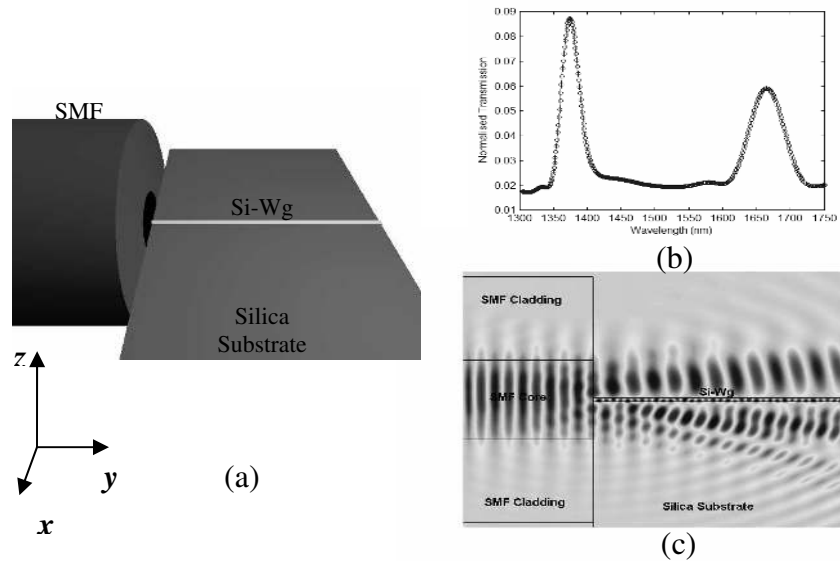 SMF
Si-Wg
Silica
Substrate
z
y
x
(a)
Normalised Transmission
0.09
0.08
0.07
0.06
0.05
0.04
0.03
0.02
0.01
1300 1350 1400 1450 1500 1550 1600 1650 1700 1750
Wavelength (nm)
(b)
SMF Cladding
SMF Core
Si-Wg
SMF Cladding
Silica Substrate
(c)